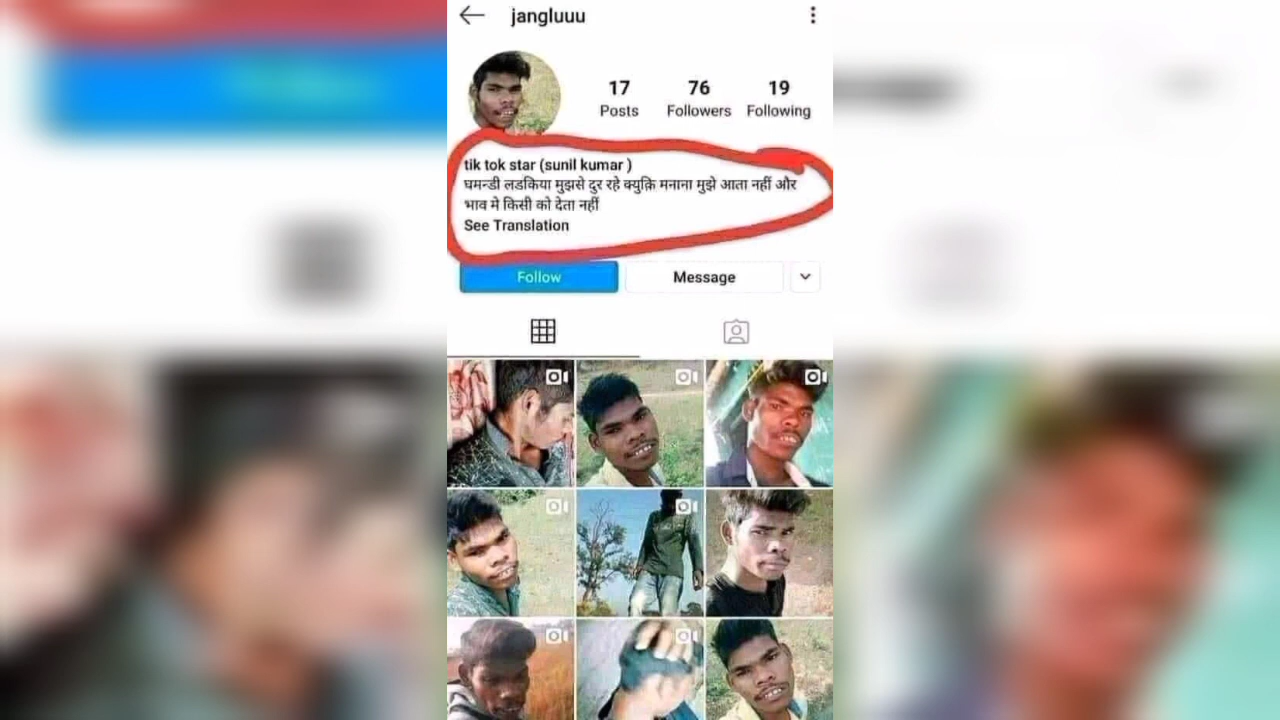 jangluuu
17 76 19
Posts Followers Following
tik tok star (sunil kumar )
घमन्डी लडकिया मुझसे दुर रहे क्युक़ि मनाना मुझे आता नहीं और
भाव मे किसी को देता नहीं
See Translation
Follow Message